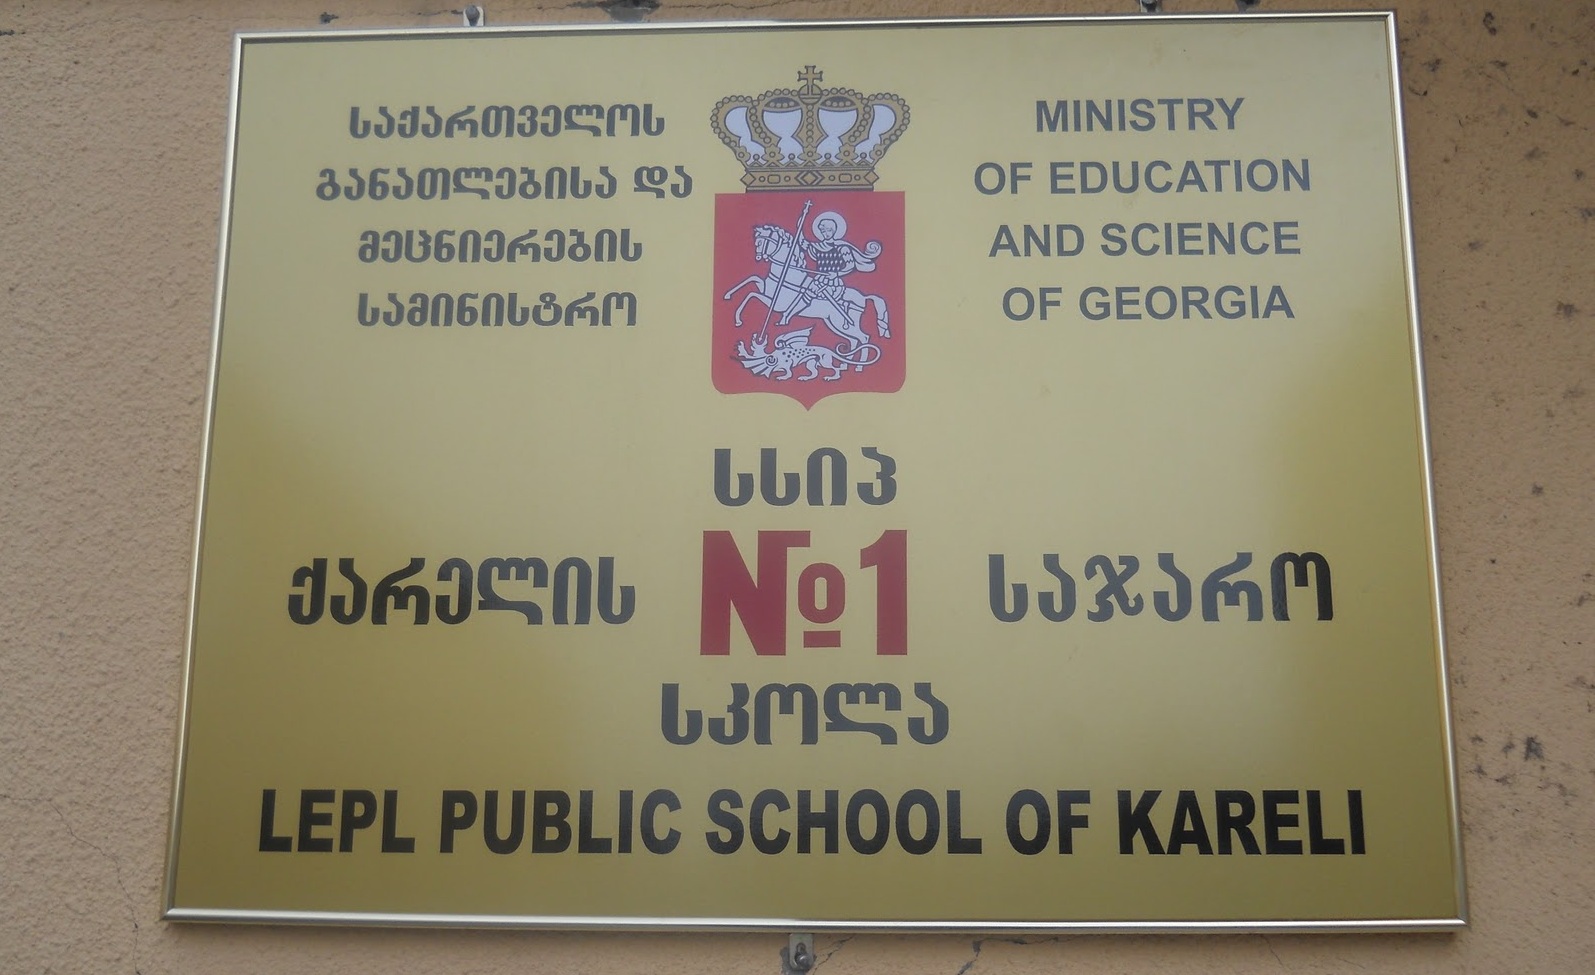 საქართველოს
განათლებისა და
მეცნიერების
სამინისტრო
MINISTRY
OF EDUCATION
AND SCIENCE
OF GEORGIA
სსიპ
ქარელის №1 საჯარო
სკოლა
LEPL PUBLIC SCHOOL OF KARELI